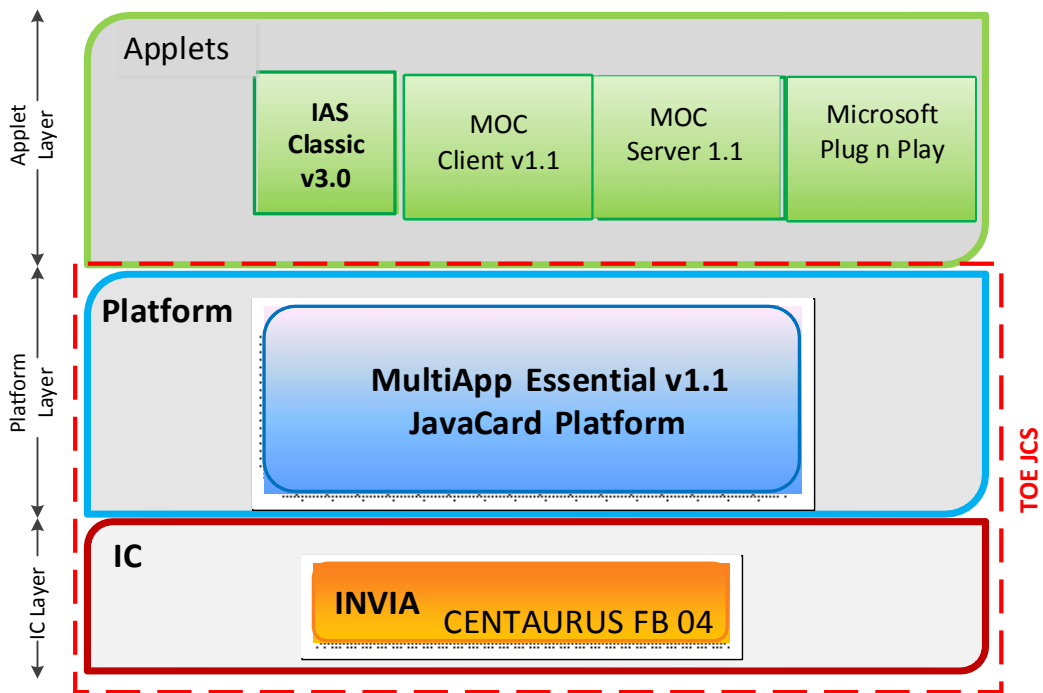 Applet
Layer
Applets
IAS
Classic
v3.0
MOC
Client v1.1
MOC
Server 1.1
Microsoft
Plug n Play
Platform
Layer
Platform
MultiApp Essential v1.1
JavaCard Platform
TOE JCS
IC Layer
IC
INVIA CENTAURUS FB 04